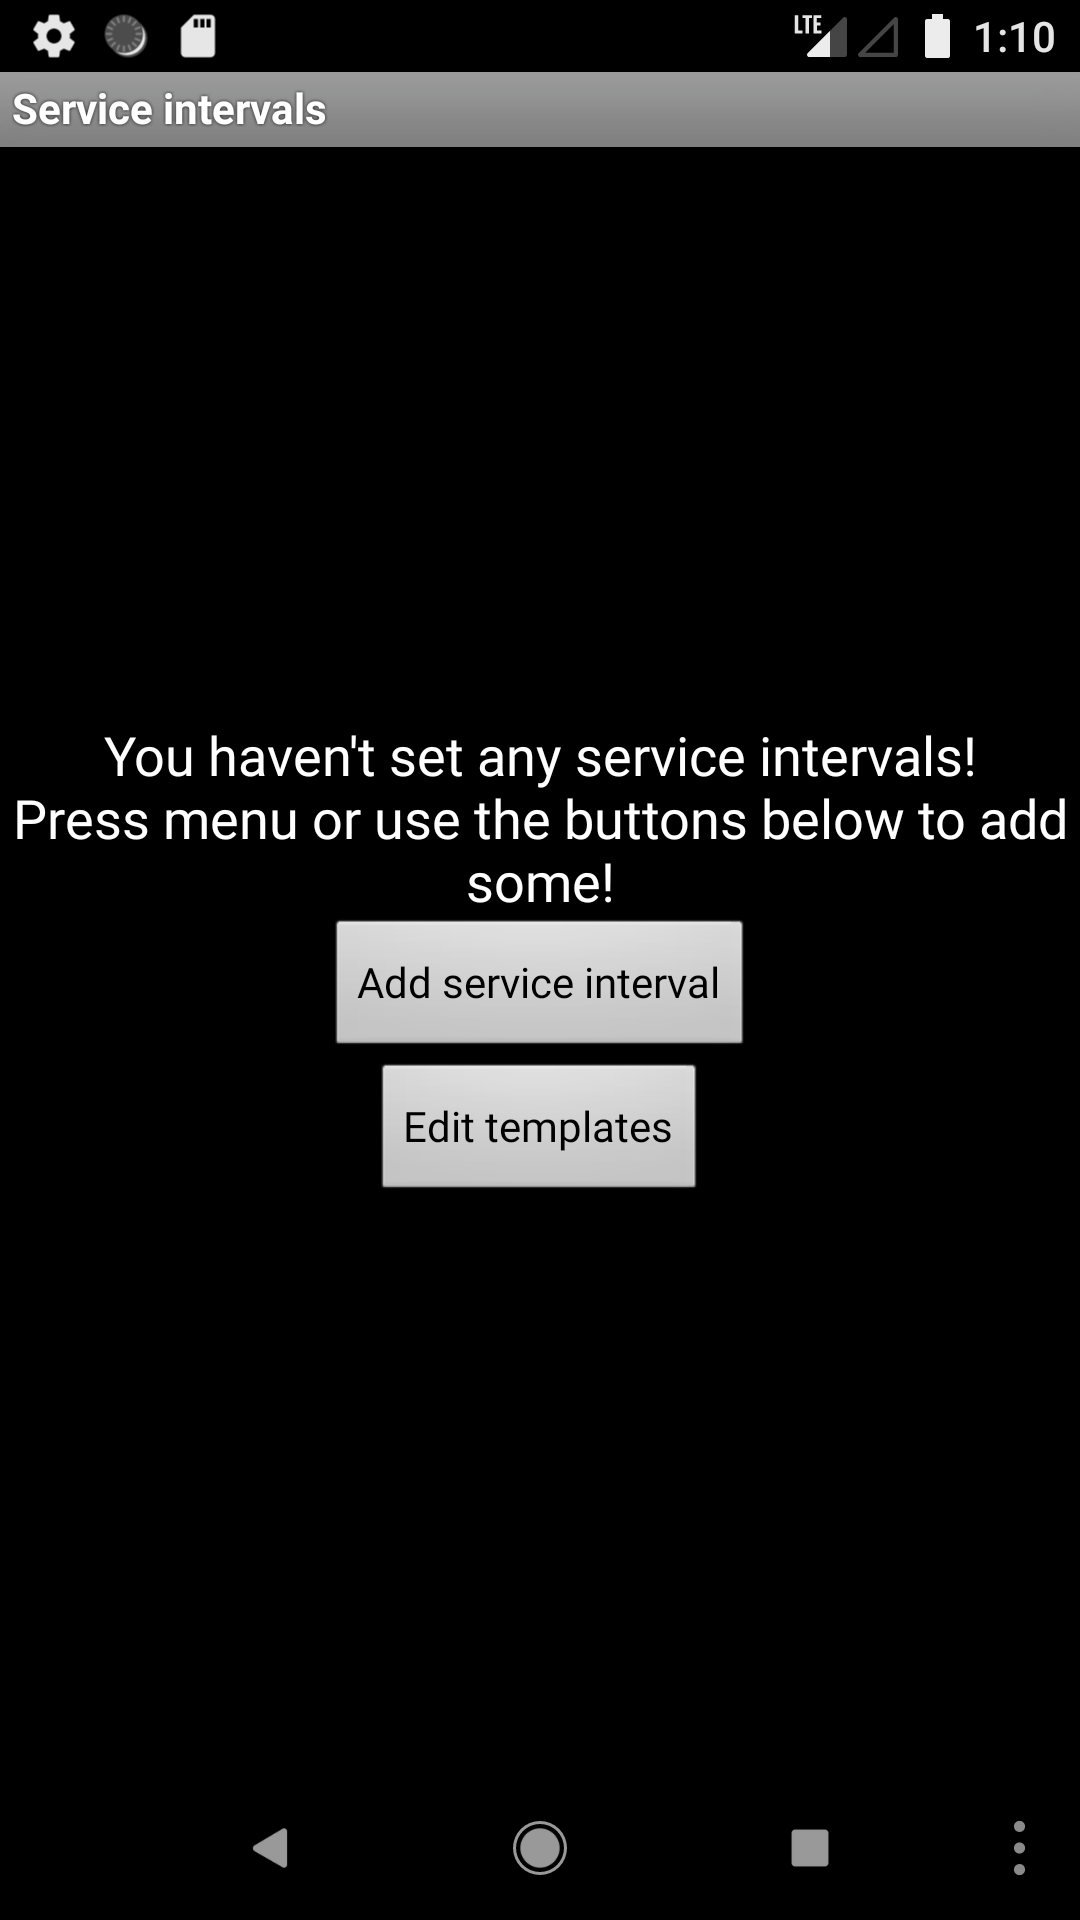 LTE 1:10
Service intervals
You haven't set any service intervals!
Press menu or use the buttons below to add
some!
Add service interval
Edit templates